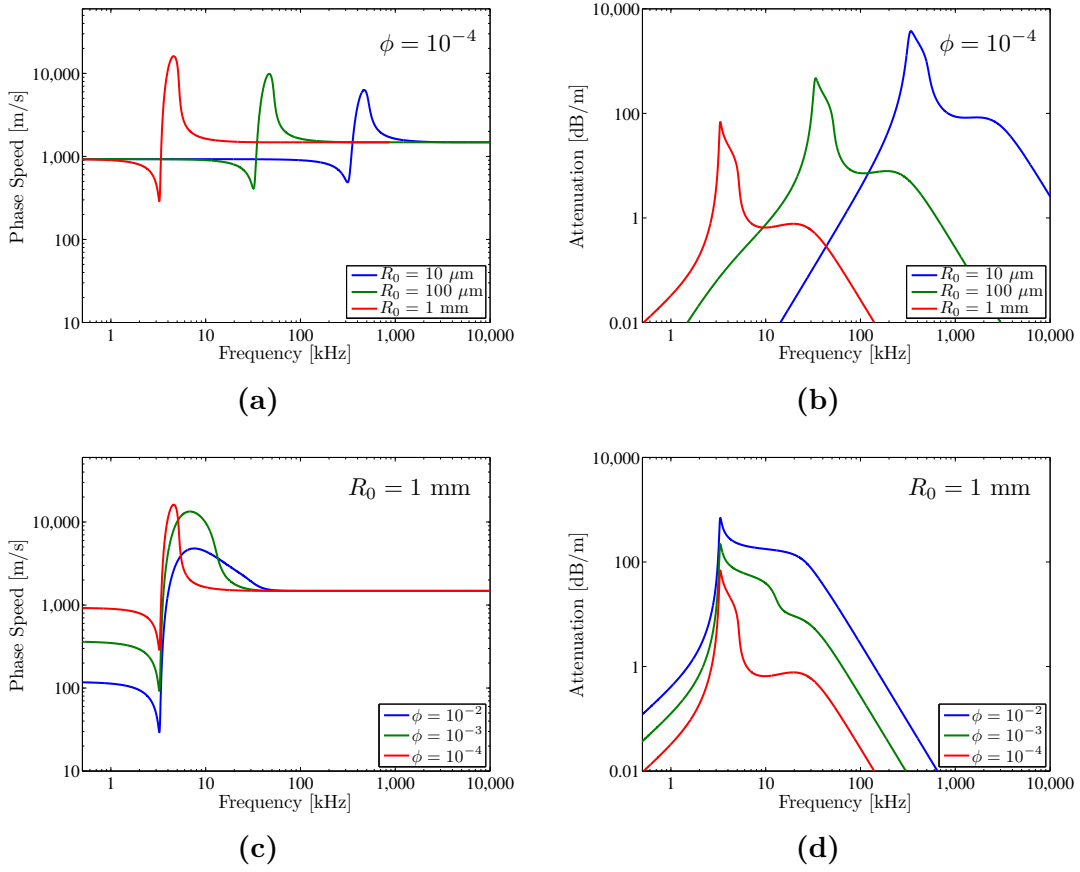 ϕ = 10⁻⁴
Phase Speed [m/s]
10,000
1,000
100
10
1
10
100
1,000
10,000
Frequency [kHz]
R₀ = 10 μm
R₀ = 100 μm
R₀ = 1 mm
(a)
ϕ = 10⁻⁴
Attenuation [dB/m]
10,000
100
1
0.01
1
10
100
1,000
10,000
Frequency [kHz]
R₀ = 10 μm
R₀ = 100 μm
R₀ = 1 mm
(b)
R₀ = 1 mm
Phase Speed [m/s]
10,000
1,000
100
10
1
10
100
1,000
10,000
Frequency [kHz]
ϕ = 10⁻²
ϕ = 10⁻³
ϕ = 10⁻⁴
(c)
R₀ = 1 mm
Attenuation [dB/m]
10,000
100
1
0.01
1
10
100
1,000
10,000
Frequency [kHz]
ϕ = 10⁻²
ϕ = 10⁻³
ϕ = 10⁻⁴
(d)